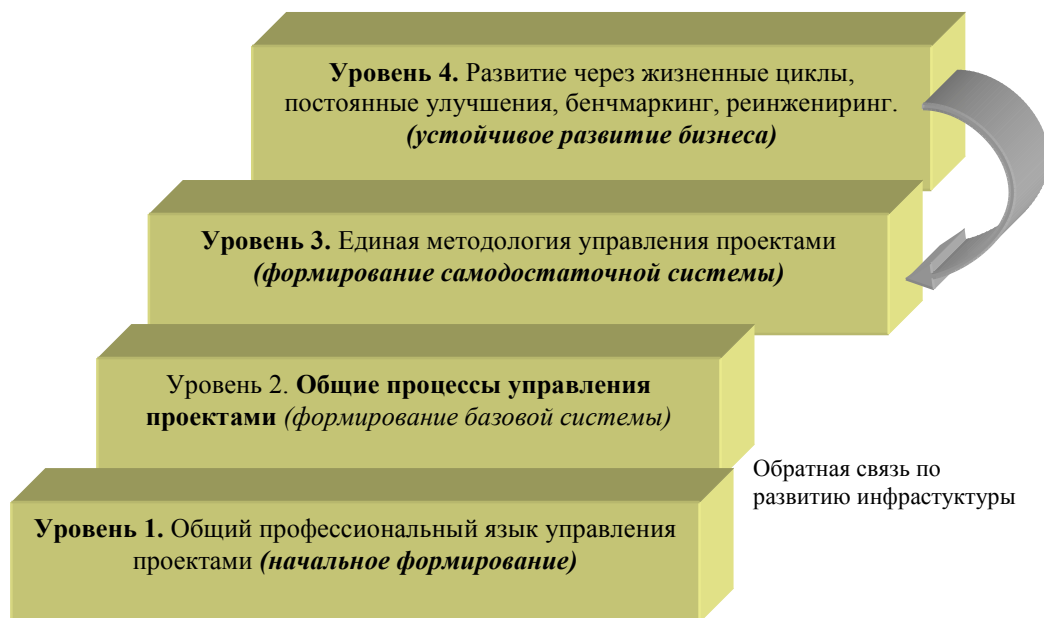 Уровень 4. Развитие через жизненные циклы,
постоянные улучшения, бенчмаркинг, реинжениринг.
(устойчивое развитие бизнеса)
Уровень 3. Единая методология управления проектами
(формирование самодостаточной системы)
Уровень 2. Общие процессы управления
проектами (формирование базовой системы)
Обратная связь по
развитию инфрастуктуры
Уровень 1. Общий профессиональный язык управления
проектами (начальное формирование)